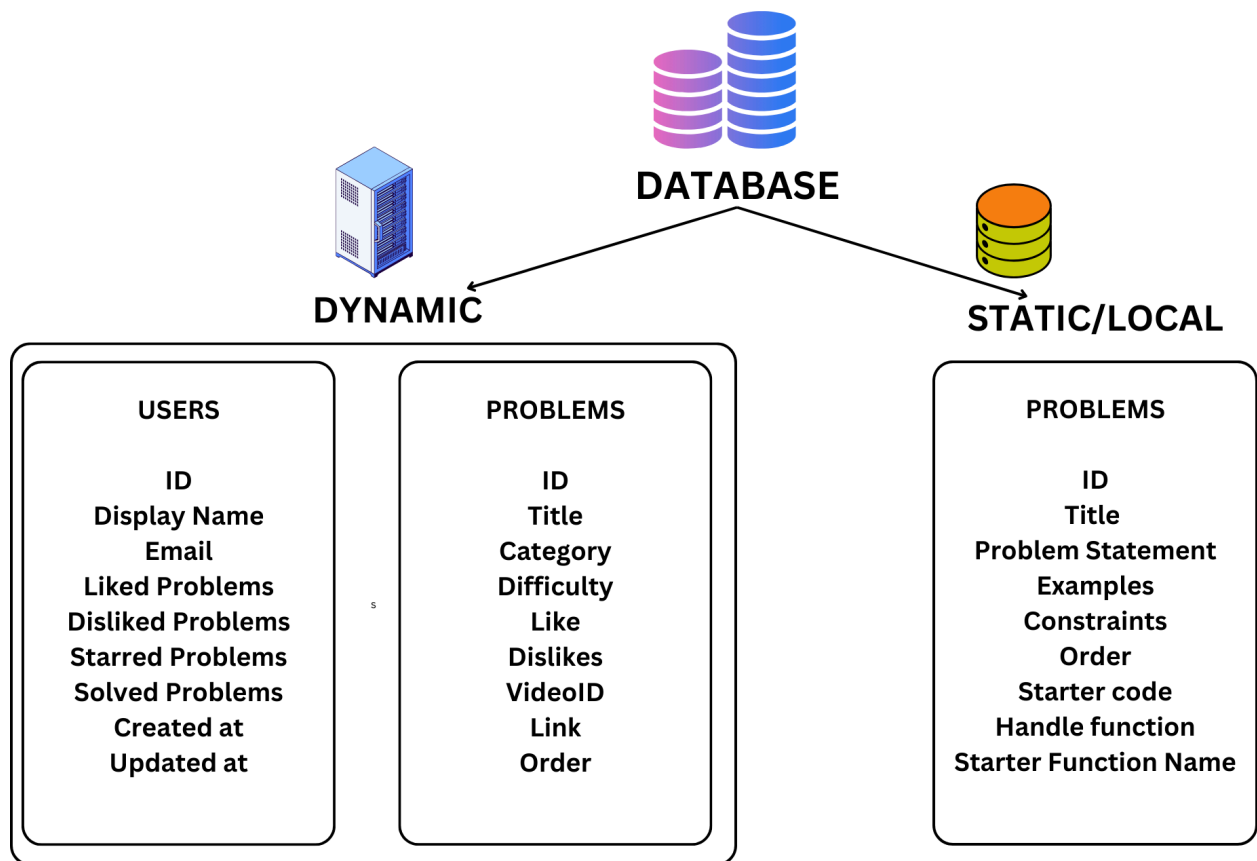 DATABASE
DYNAMIC
STATIC/LOCAL
USERS
ID
Display Name
Email
Liked Problems
Disliked Problems
Starred Problems
Solved Problems
Created at
Updated at
s
PROBLEMS
ID
Title
Category
Difficulty
Like
Dislikes
VideoID
Link
Order
PROBLEMS
ID
Title
Problem Statement
Examples
Constraints
Order
Starter code
Handle function
Starter Function Name